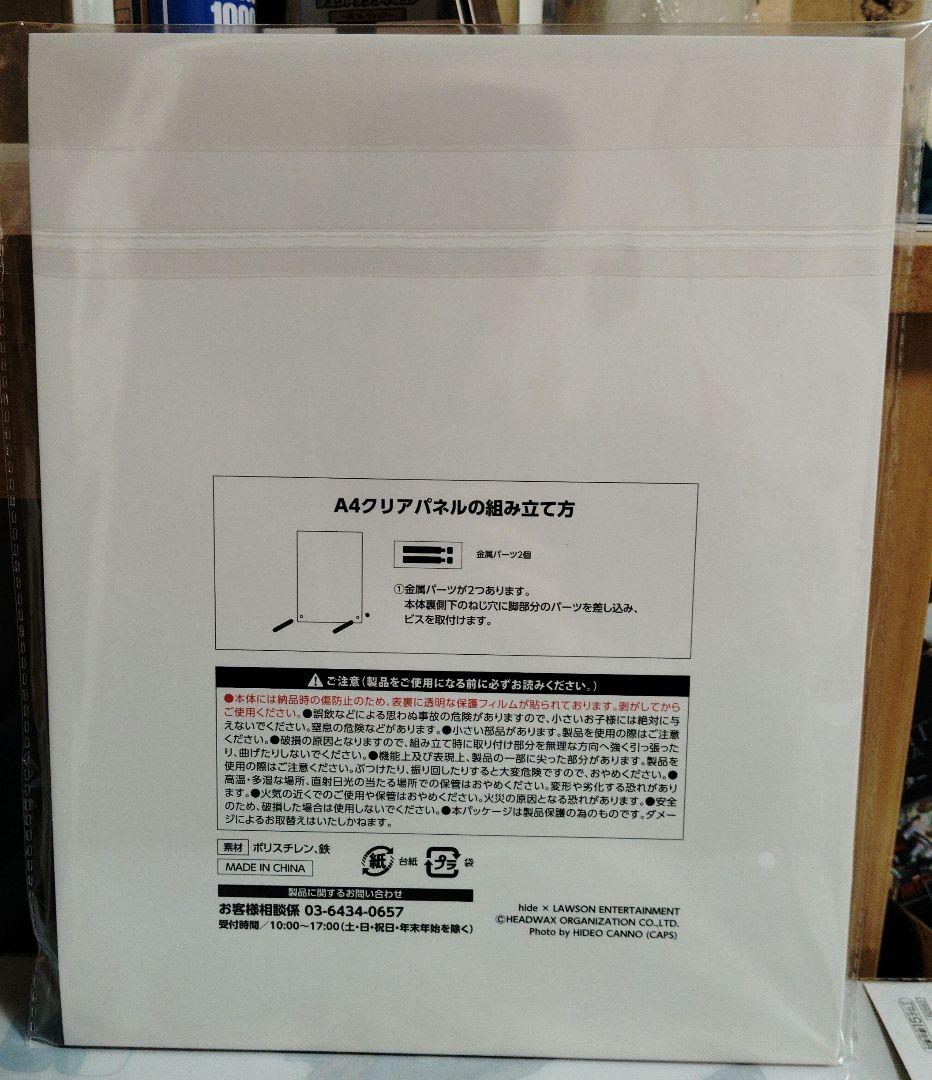 1000
A4クリアパネルの組み立て方
金属パーツ2個
①金属パーツが2つあります。
本体裏側下のねじ穴に脚部分のパーツを差し込み、
ビスを取付けます。
ご注意(製品をご使用になる前に必ずお読みください。)
●本体には納品時の傷防止のため、表裏に透明な保護フィルムが貼られております。剥がしてから
ご使用ください。●誤飲などによる思わぬ事故の危険がありますので、小さいお子様には絶対に与
えないでください。窒息の危険などがあります。●小さい部品があります。製品を使用の際はご注意
ください。●破損の原因となりますので、組み立て時に取り付け部分を無理な方向へ強く引っ張った
り、曲げたりしないでください。●機能上及び表現上、製品の一部に尖った部分があります。製品を
使用の際はご注意ください。ぶつけたり、振り回したりすると大変危険ですので、おやめください。●
高温・多湿な場所、直射日光の当たる場所での保管はおやめください。変形や劣化する恐れがあり
ます。●火気の近くでのご使用や保管はおやめください。火災の原因となる恐れがあります。●安全
のため、破損した場合は使用しないでください。●本パッケージは製品保護の為のものです。ダメー
ジによるお取替えはいたしかねます。
素材 ポリスチレン、鉄
MADE IN CHINA
紙 台紙 プラ 袋
製品に関するお問い合わせ
お客様相談係 03-6434-0657
受付時間/10:00〜17:00(土・日・祝日・年末年始を除く)
hide × LAWSON ENTERTAINMENT
ⒸHEADWAX ORGANIZATION CO.,LTD.
Photo by HIDEO CANNO (CAPS)